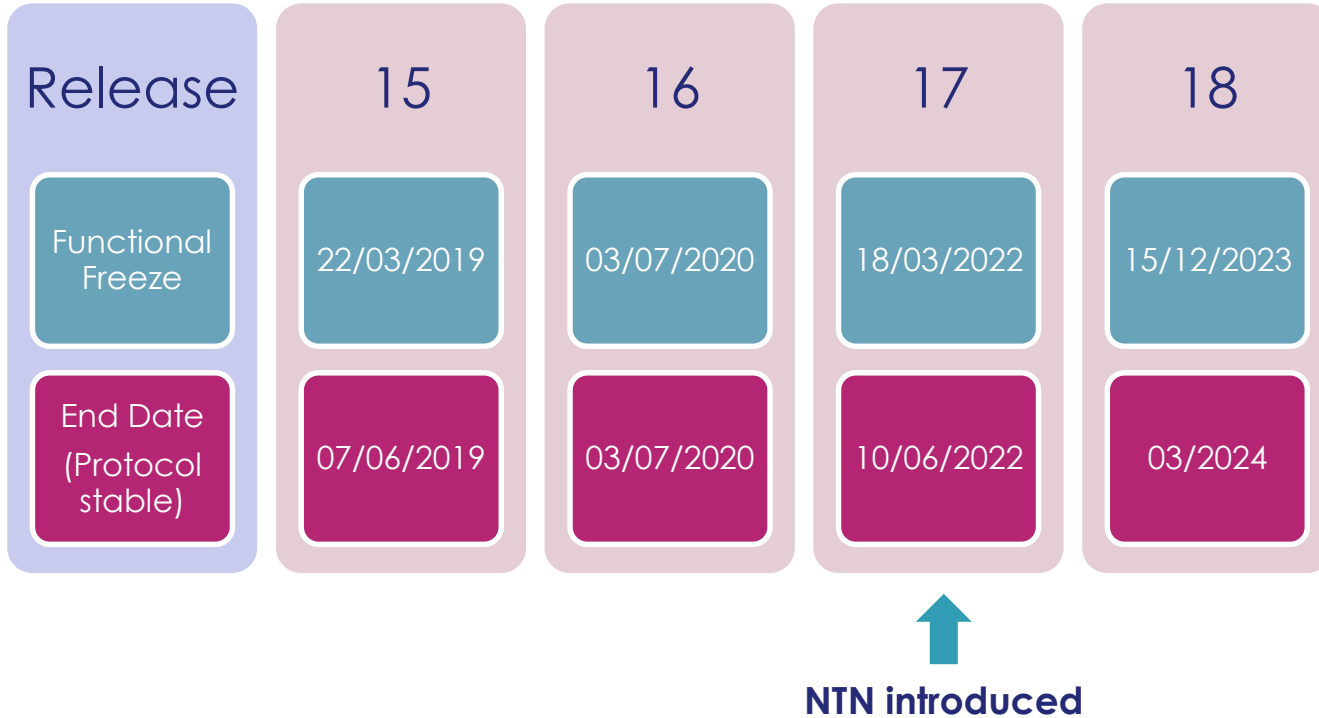 Release
15
16
17
18
Functional
Freeze
22/03/2019
03/07/2020
18/03/2022
15/12/2023
End Date
(Protocol
stable)
07/06/2019
03/07/2020
10/06/2022
03/2024
NTN introduced